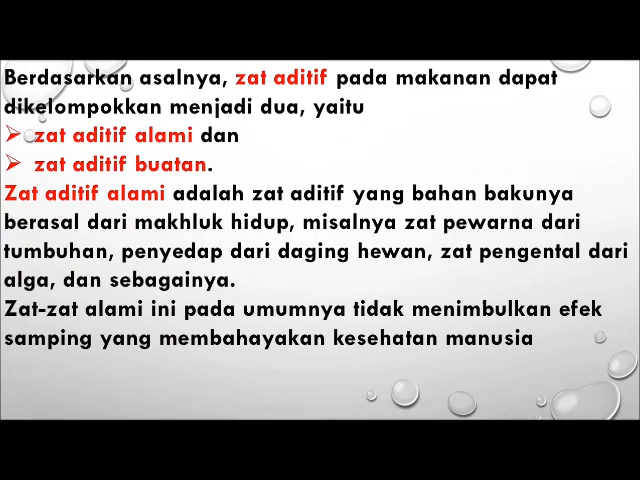 Berdasarkan asalnya, zat aditif pada makanan dapat
dikelompokkan menjadi dua, yaitu
➢ zat aditif alami dan
➢ zat aditif buatan.
Zat aditif alami adalah zat aditif yang bahan bakunya
berasal dari makhluk hidup, misalnya zat pewarna dari
tumbuhan, penyedap dari daging hewan, zat pengental dari
alga, dan sebagainya.
Zat-zat alami ini pada umumnya tidak menimbulkan efek
samping yang membahayakan kesehatan manusia